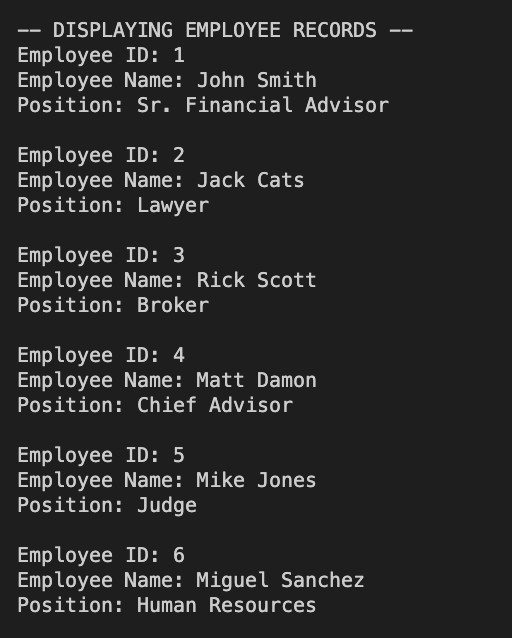 -- DISPLAYING EMPLOYEE RECORDS --
Employee ID: 1
Employee Name: John Smith
Position: Sr. Financial Advisor
Employee ID: 2
Employee Name: Jack Cats
Position: Lawyer
Employee ID: 3
Employee Name: Rick Scott
Position: Broker
Employee ID: 4
Employee Name: Matt Damon
Position: Chief Advisor
Employee ID: 5
Employee Name: Mike Jones
Position: Judge
Employee ID: 6
Employee Name: Miguel Sanchez
Position: Human Resources